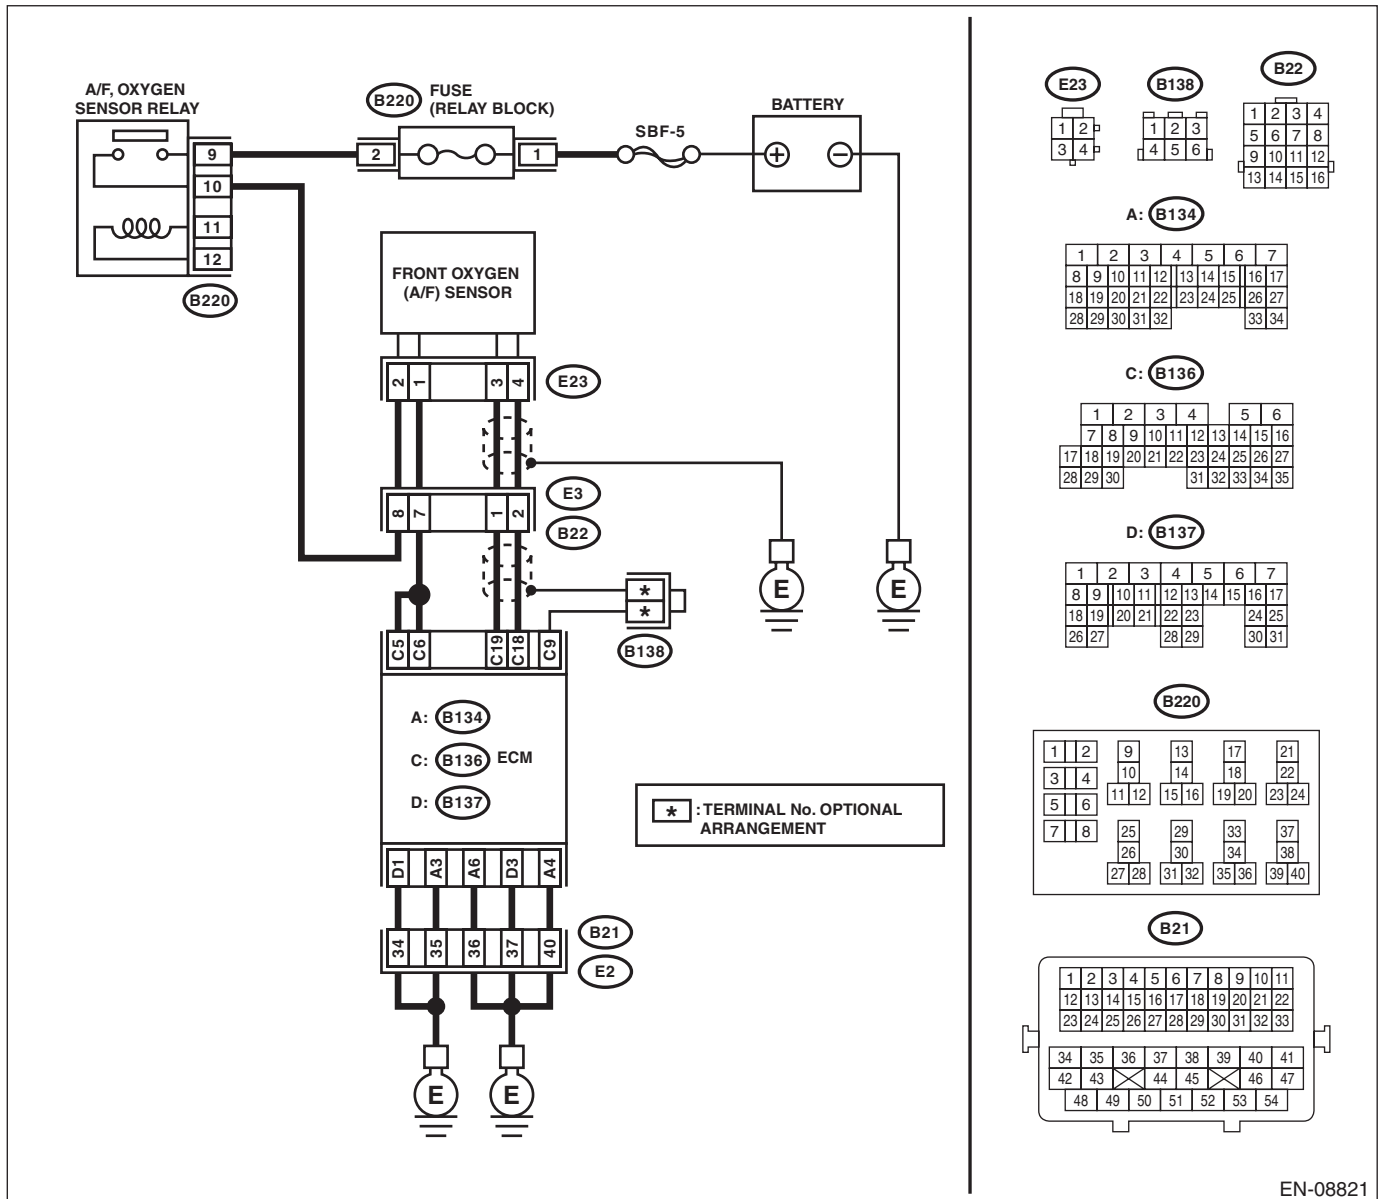 A/F, OXYGEN
SENSOR RELAY
B220
FUSE
(RELAY BLOCK)
SBF-5
BATTERY
9
10
11
12
2
1
+
−
B220
FRONT OXYGEN
(A/F) SENSOR
2 1 3 4
E23
8 7 1 2
E3
B22
E
E
C5 C6 C19 C18 C9
*
*
B138
A: B134
C: B136 ECM
D: B137
* : TERMINAL No. OPTIONAL
ARRANGEMENT
D1 A3 A6 D3 A4
34 35 36 37 40
B21
E2
E
E
E23
1 2
3 4
B138
1 2 3
4 5 6
B22
1 2 3 4
5 6 7 8
9 10 11 12
13 14 15 16
A: B134
1 2 3 4 5 6 7
8 9 10 11 12 13 14 15 16 17
18 19 20 21 22 23 24 25 26 27
28 29 30 31 32 33 34
C: B136
1 2 3 4 5 6
7 8 9 10 11 12 13 14 15 16
17 18 19 20 21 22 23 24 25 26 27
28 29 30 31 32 33 34 35
D: B137
1 2 3 4 5 6 7
8 9 10 11 12 13 14 15 16 17
18 19 20 21 22 23 24 25
26 27 28 29 30 31
B220
1 2 9 13 17 21
3 4 10 14 18 22
5 6 11 12 15 16 19 20 23 24
7 8 25 29 33 37
26 30 34 38
27 28 31 32 35 36 39 40
B21
1 2 3 4 5 6 7 8 9 10 11
12 13 14 15 16 17 18 19 20 21 22
23 24 25 26 27 28 29 30 31 32 33
34 35 36 37 38 39 40 41
42 43 44 45 46 47
48 49 50 51 52 53 54
EN-08821